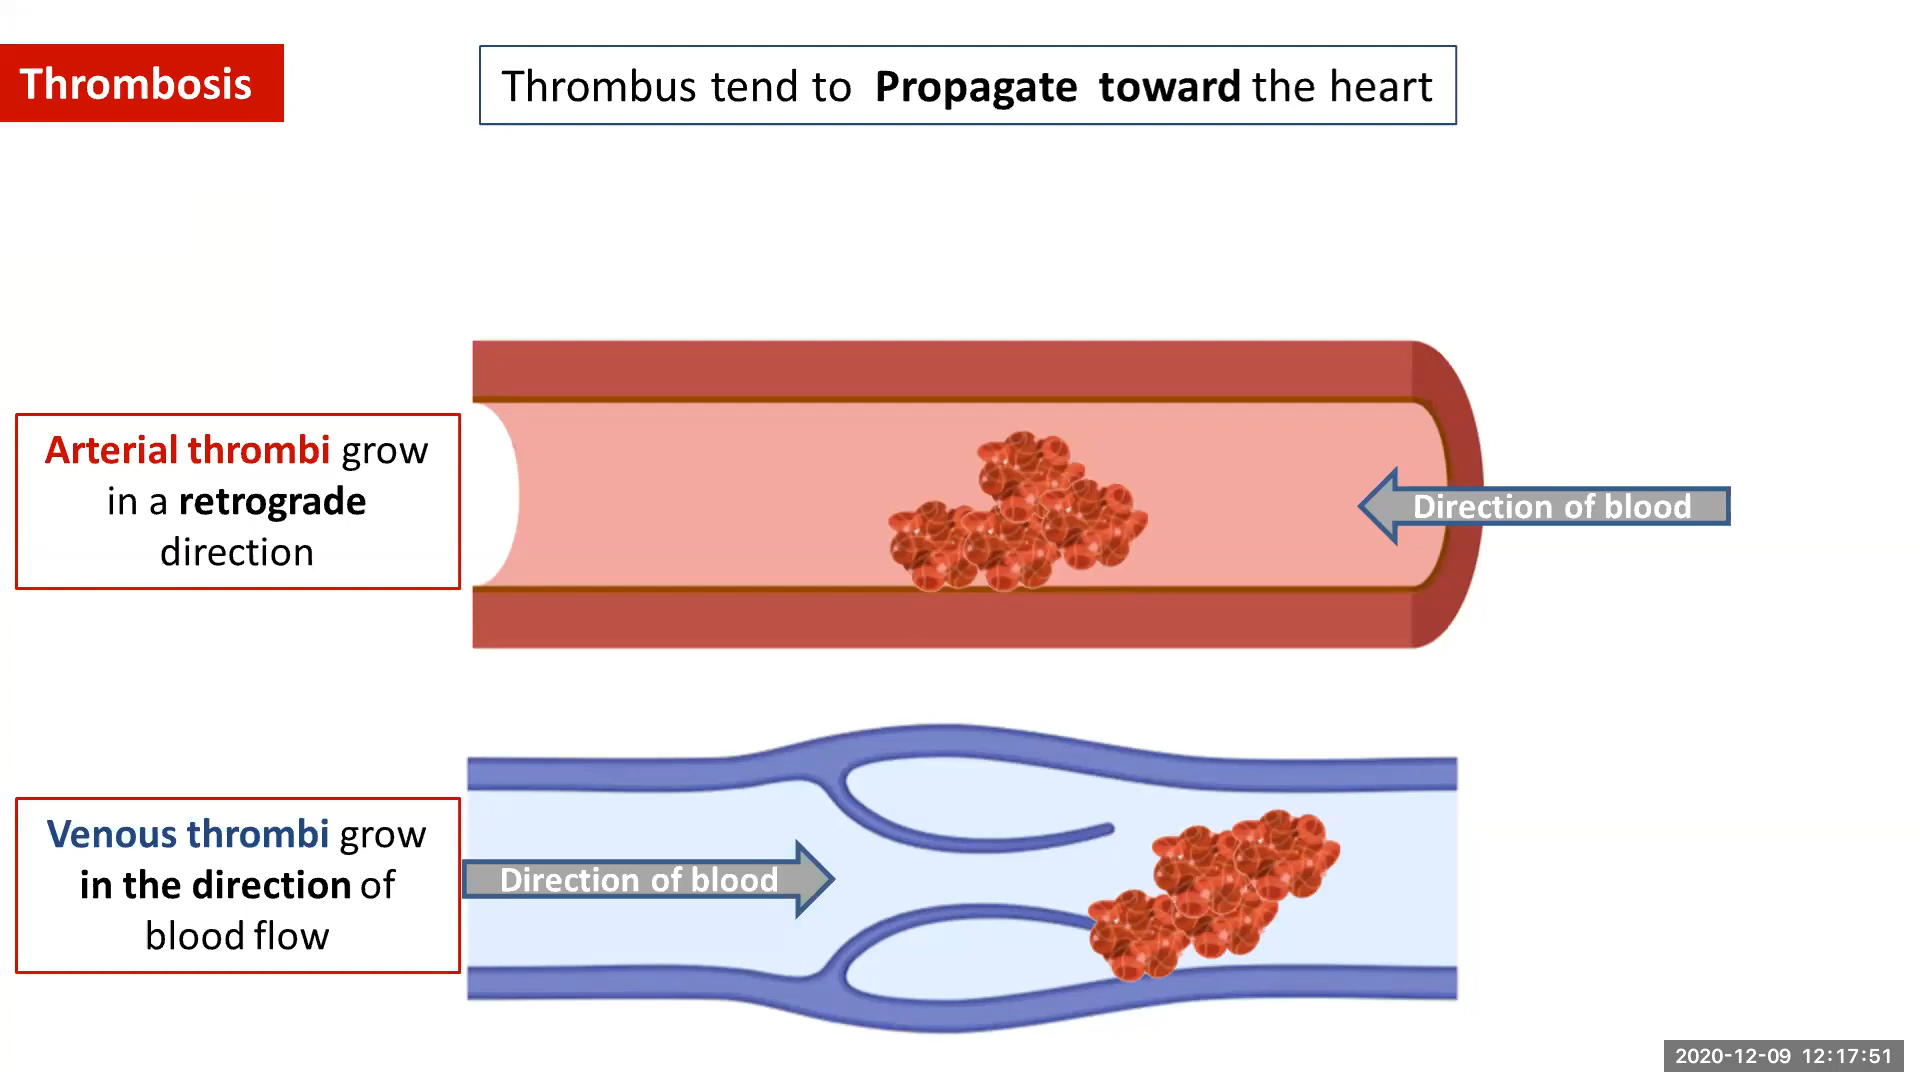 Thrombosis
Thrombus tend to Propagate toward the heart
Arterial thrombi grow
in a retrograde
direction
Direction of blood
Venous thrombi grow
in the direction of
blood flow
Direction of blood
2020-12-09 12:17:51